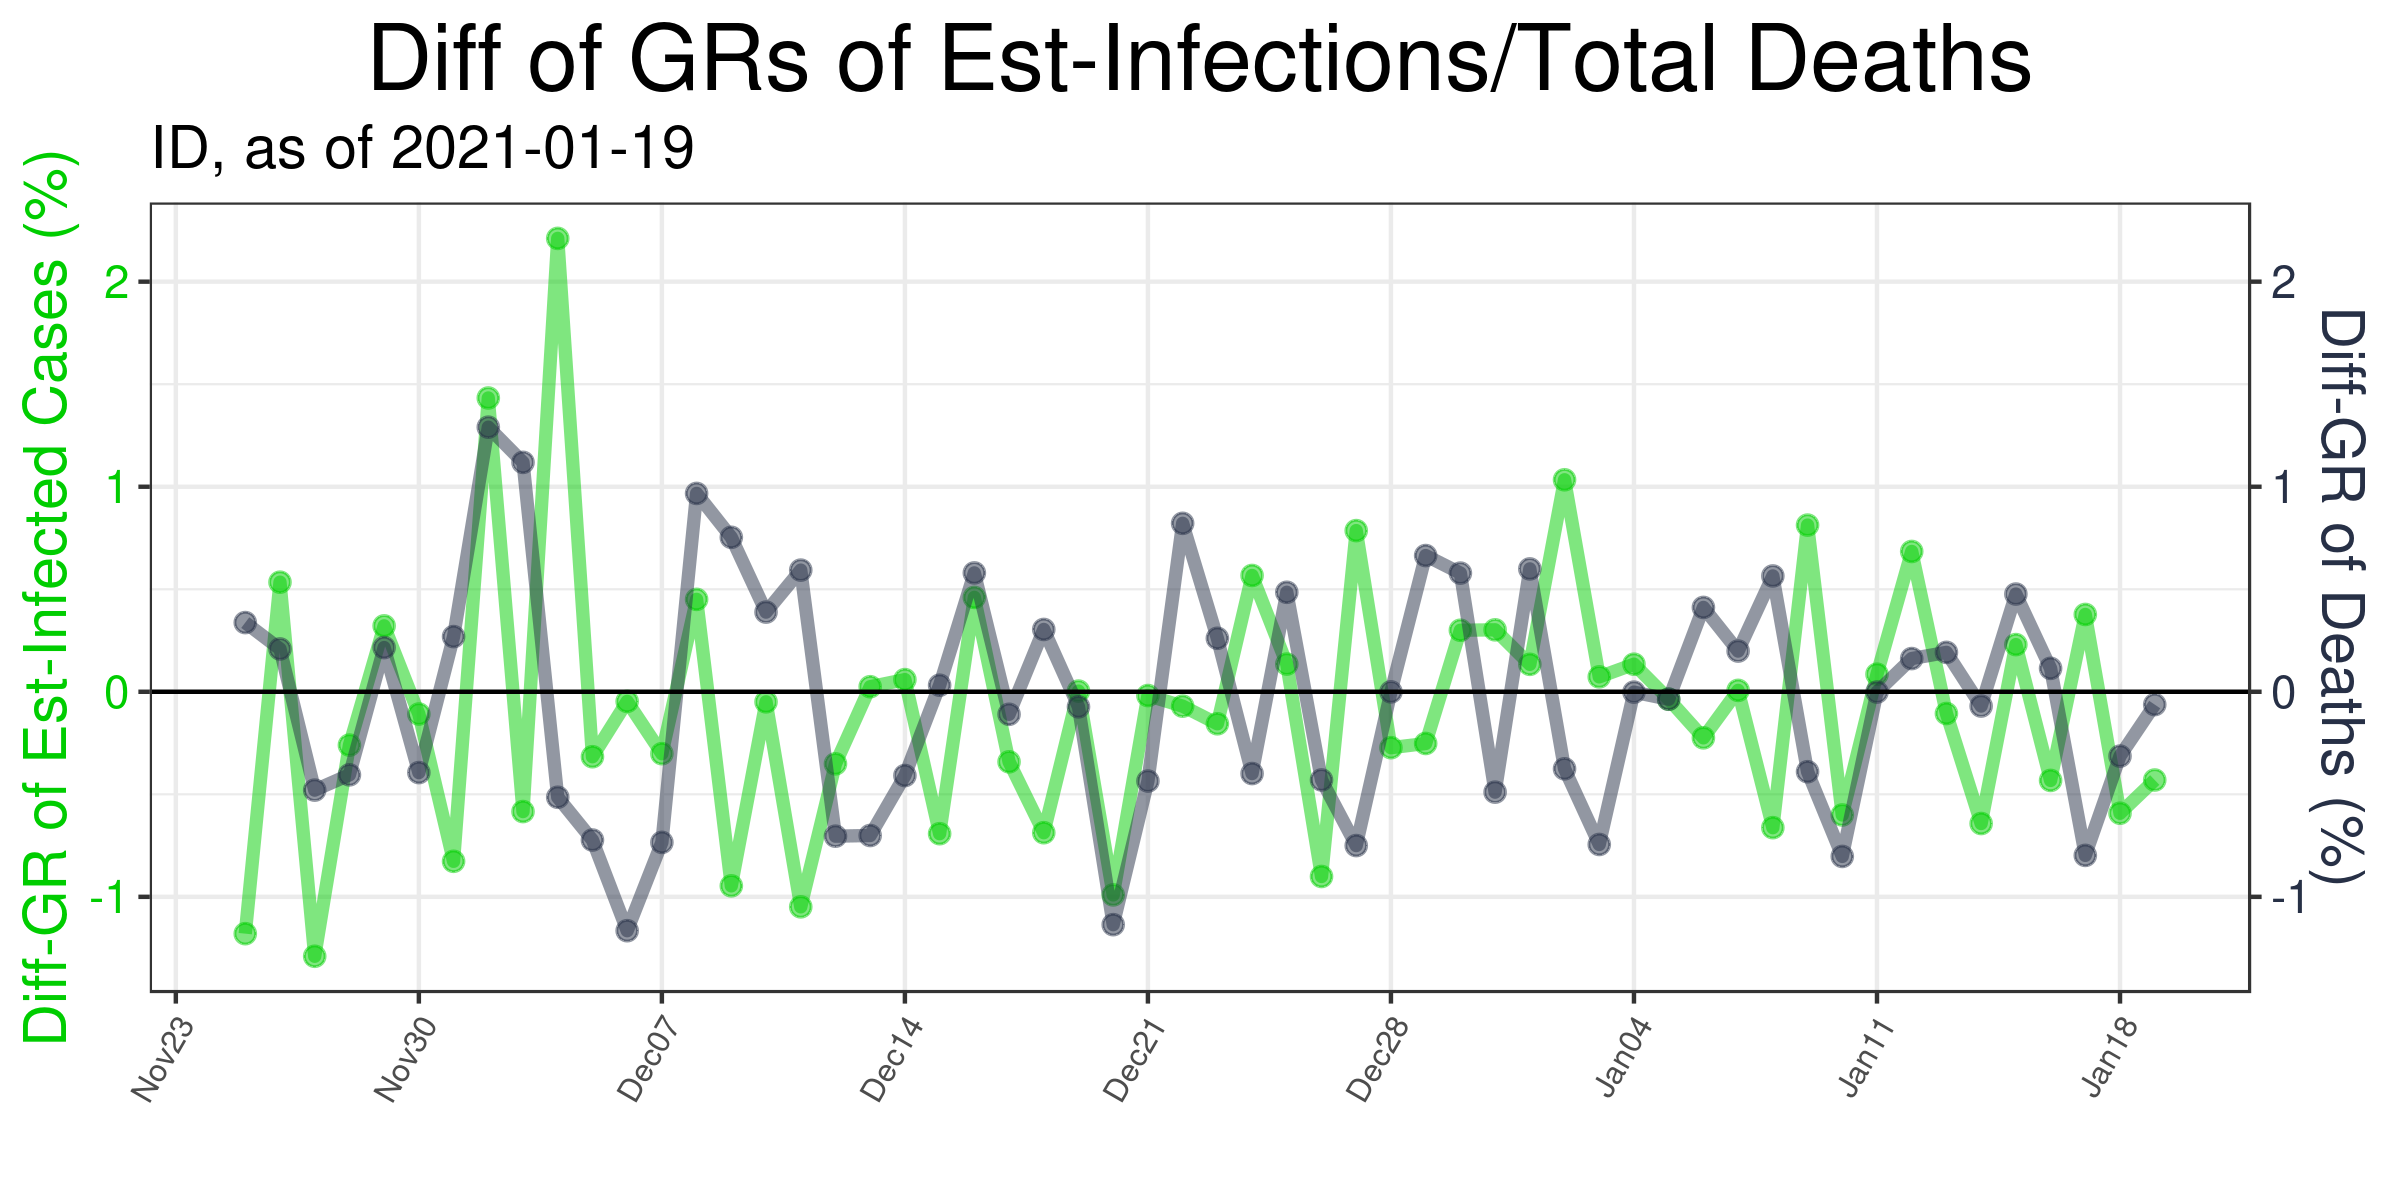 Diff of GRs of Est-Infections/Total Deaths
ID, as of 2021-01-19
Diff-GR of Est-Infected Cases (%)
2
1
0
-1
2
1
0
-1
Diff-GR of Deaths (%)
Nov23
Nov30
Dec07
Dec14
Dec21
Dec28
Jan04
Jan11
Jan18